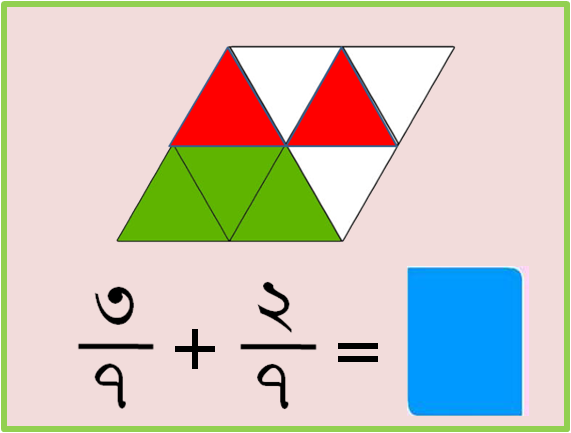 ৩/৭ + ২/৭ =